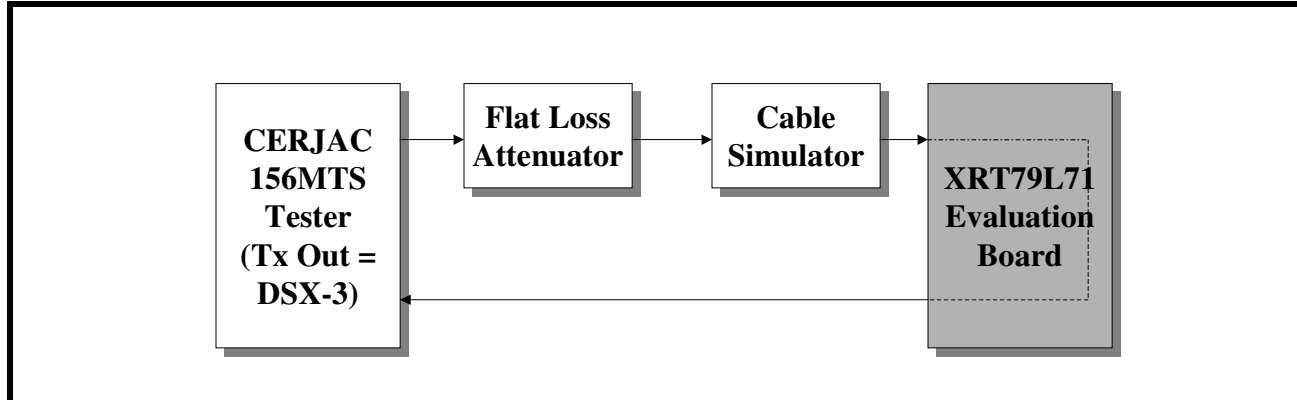 CERJAC
156MTS
Tester
(Tx Out =
DSX-3)
Flat Loss
Attenuator
Cable
Simulator
XRT79L71
Evaluation
Board